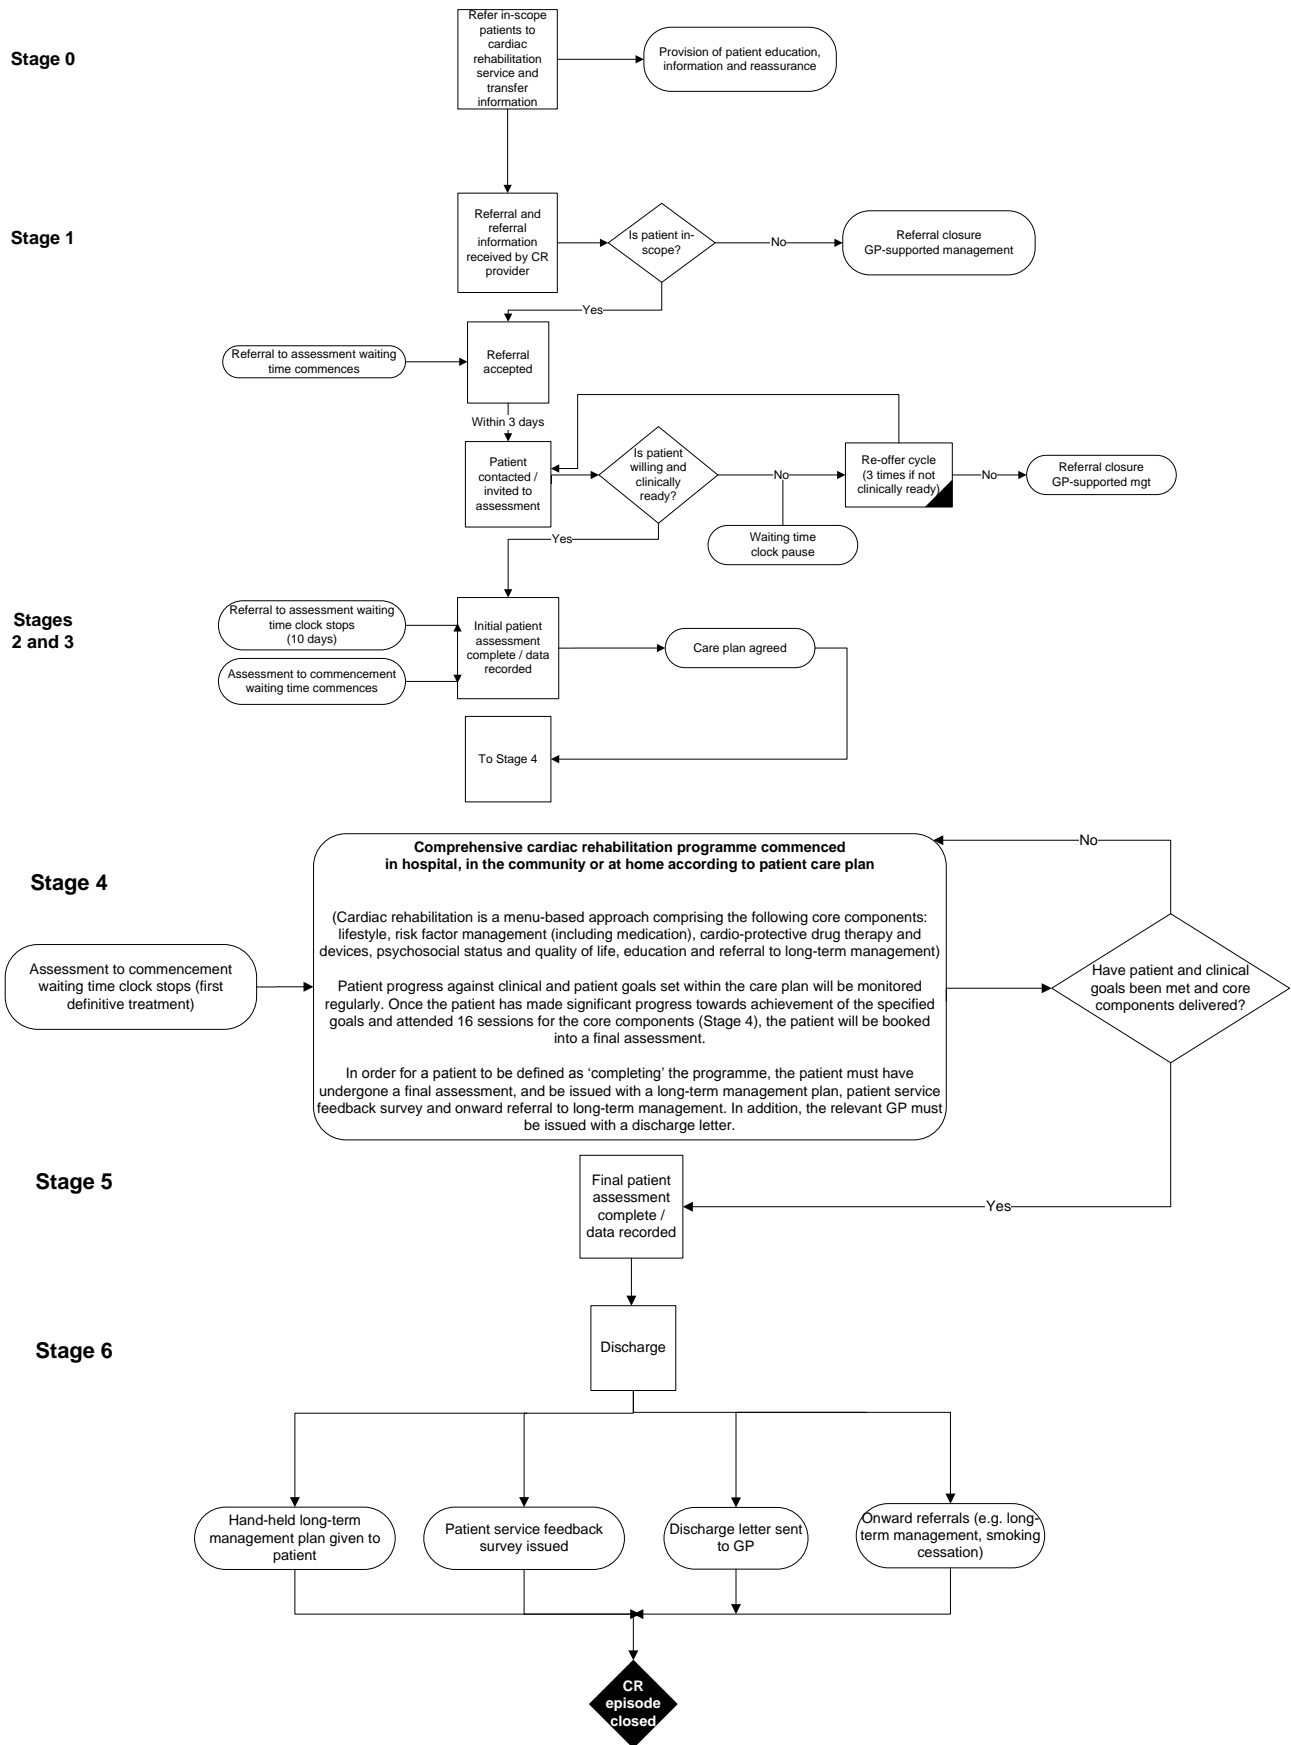 Stage 0
Refer in-scope
patients to
cardiac
rehabilitation
service and
transfer
information
Provision of patient education,
information and reassurance
Stage 1
Referral and
referral
information
received by CR
provider
Is patient in-
scope?
No
Referral closure
GP-supported management
Yes
Referral to assessment waiting
time commences
Referral
accepted
Within 3 days
Patient
contacted /
invited to
assessment
Is patient
willing and
clinically
ready?
No
Re-offer cycle
(3 times if not
clinically ready)
No
Referral closure
GP-supported mgt
Waiting time
clock pause
Yes
Stages
2 and 3
Referral to assessment waiting
time clock stops
(10 days)
Assessment to commencement
waiting time commences
Initial patient
assessment
complete / data
recorded
Care plan agreed
To Stage 4
Stage 4
Assessment to commencement
waiting time clock stops (first
definitive treatment)
Comprehensive cardiac rehabilitation programme commenced
in hospital, in the community or at home according to patient care plan
(Cardiac rehabilitation is a menu-based approach comprising the following core components:
lifestyle, risk factor management (including medication), cardio-protective drug therapy and
devices, psychosocial status and quality of life, education and referral to long-term management)
Patient progress against clinical and patient goals set within the care plan will be monitored
regularly. Once the patient has made significant progress towards achievement of the specified
goals and attended 16 sessions for the core components (Stage 4), the patient will be booked
into a final assessment.
In order for a patient to be defined as ‘completing’ the programme, the patient must have
undergone a final assessment, and be issued with a long-term management plan, patient service
feedback survey and onward referral to long-term management. In addition, the relevant GP must
be issued with a discharge letter.
No
Have patient and clinical
goals been met and core
components delivered?
Yes
Stage 5
Final patient
assessment
complete /
data recorded
Stage 6
Discharge
Hand-held long-term
management plan given to
patient
Patient service feedback
survey issued
Discharge letter sent
to GP
Onward referrals (e.g. long-
term management, smoking
cessation)
CR
episode
closed